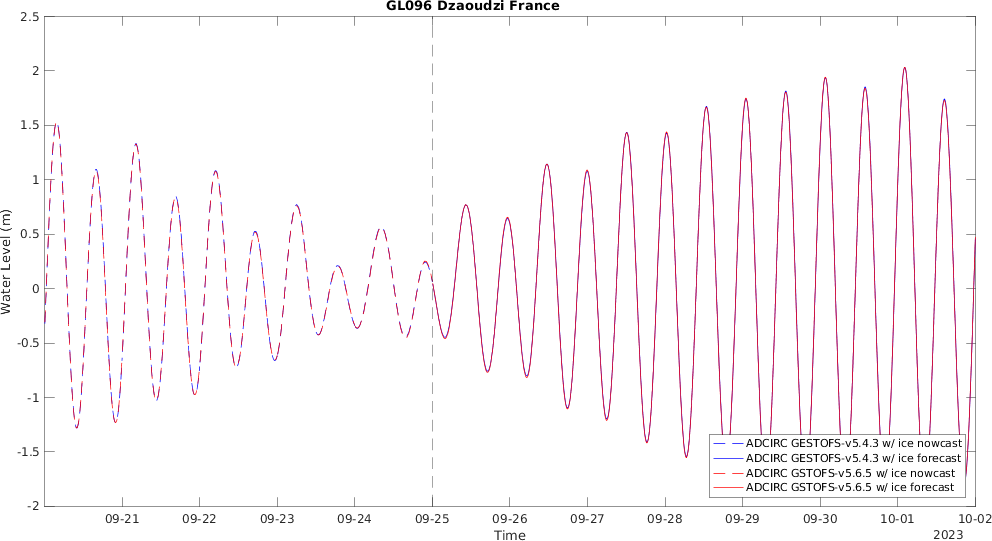 GL096 Dzaoudzi France
2.5
2
1.5
1
0.5
0
-0.5
-1
-1.5
-2
Water Level (m)
ADCIRC GESTOFS-v5.4.3 w/ ice nowcast
ADCIRC GESTOFS-v5.4.3 w/ ice forecast
ADCIRC GSTOFS-v5.6.5 w/ ice nowcast
ADCIRC GSTOFS-v5.6.5 w/ ice forecast
09-21 09-22 09-23 09-24 09-25 09-26 09-27 09-28 09-29 09-30 10-01 10-02
Time
2023